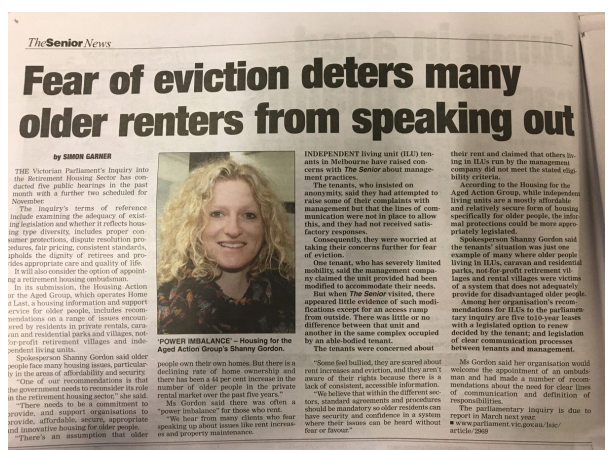 TheSenior News
Fear of eviction deters many
older renters from speaking out
by SIMON GARNER
THE Victorian Parliament's Inquiry into
the Retirement Housing Sector has con-
ducted five public hearings in the past
month with a further two scheduled for
November.
The Inquiry's terms of reference
include examining the adequacy of exist-
ing legislation and whether it reflects hous-
ing type diversity, includes proper con-
sumer protections, dispute resolution pro-
cedures, fair pricing, consistent standards,
upholds the dignity of retirees and pro-
vides appropriate care and quality of life.
It will also consider the option of appoint-
a retirement housing ombudsman.
In its submission, the Housing Action
or the Aged Group, which operates Home
at Last, a housing information and support
service for older people, includes recom-
mendations on a range of issues encoun-
ered by residents in private rentals, cara-
van and residential parks and villages, not-
for-profit retirement villages and inde-
pendent living units.
Spokesperson Shanny Gordon said older
people face many housing issues, particular-
ly in the areas of affordability and security.
"One of our recommendations is that
the government needs to reconsider its role
in the retirement housing sector," she said.
"There needs to be a commitment to
provide, and support organisations to
provide, affordable, secure, appropriate
and innovative housing for older people.
"There's an assumption that older
'POWER IMBALANCE' – Housing for the
Aged Action Group's Shanny Gordon.
people own their own homes. But there is a
declining rate of home ownership and
there has been a 44 per cent increase in the
number of older people in the private
rental market over the past five years."
Ms Gordon said there was often a
"power imbalance" for those who rent.
"We hear from many clients who fear
speaking up about issues like rent increas-
es and property maintenance.
INDEPENDENT living unit (ILU) ten-
ants in Melbourne have raised con-
cerns with The Senior about manage-
ment practices.
The tenants, who insisted on
anonymity, said they had attempted to
raise some of their complaints with
management but that the lines of com-
munication were not in place to allow
this, and they had not received satis-
factory responses.
Consequently, they were worried at
taking their concerns further for fear
of eviction.
One tenant, who has severely limited
mobility, said the management compa-
ny claimed the unit provided had been
modified to accommodate their needs.
But when The Senior visited, there
appeared little evidence of such modi-
fications except for an access ramp
from outside. There was little or no
difference between that unit and
another in the same complex occupied
by an able-bodied tenant.
The tenants were concerned about
"Some feel bullied, they are scared about
rent increases and eviction, and they aren't
aware of their rights because there is a
lack of consistent, accessible information.
"We believe that within the different sec-
tors, standard agreements and procedures
should be mandatory so older residents can
have security and confidence in a system
where their issues can be heard without
fear or favour."
their rent and claimed that others liv-
ing in ILUs run by the management
company did not meet the stated eligi-
bility criteria.
According to the Housing for the
Aged Action Group, while independent
living units are a mostly affordable
and relatively secure form of housing
specifically for older people, the infor-
mal protections could be more appro-
priately legislated.
Spokesperson Shanny Gordon said
the tenants' situation was just one
example of many where older people
living in ILUs, caravan and residential
parks, not-for-profit retirement vil-
lages and rental villages were victims
of a system that does not adequately
provide for disadvantaged older people.
Among her organisation's recom-
mendations for ILUs to the parliamen-
tary inquiry are five to10-year leases
with a legislated option to renew
decided by the tenant; and legislation
of clear communication processes
between tenants and management.
Ms Gordon said her organisation would
welcome the appointment of an ombuds-
man and had made a number of recom-
mendations about the need for clear lines
of communication and definition of
responsibilities.
The parliamentary inquiry is due to
report in March next year.
■ www.parliament.vic.gov.au/lsic/
article/2969